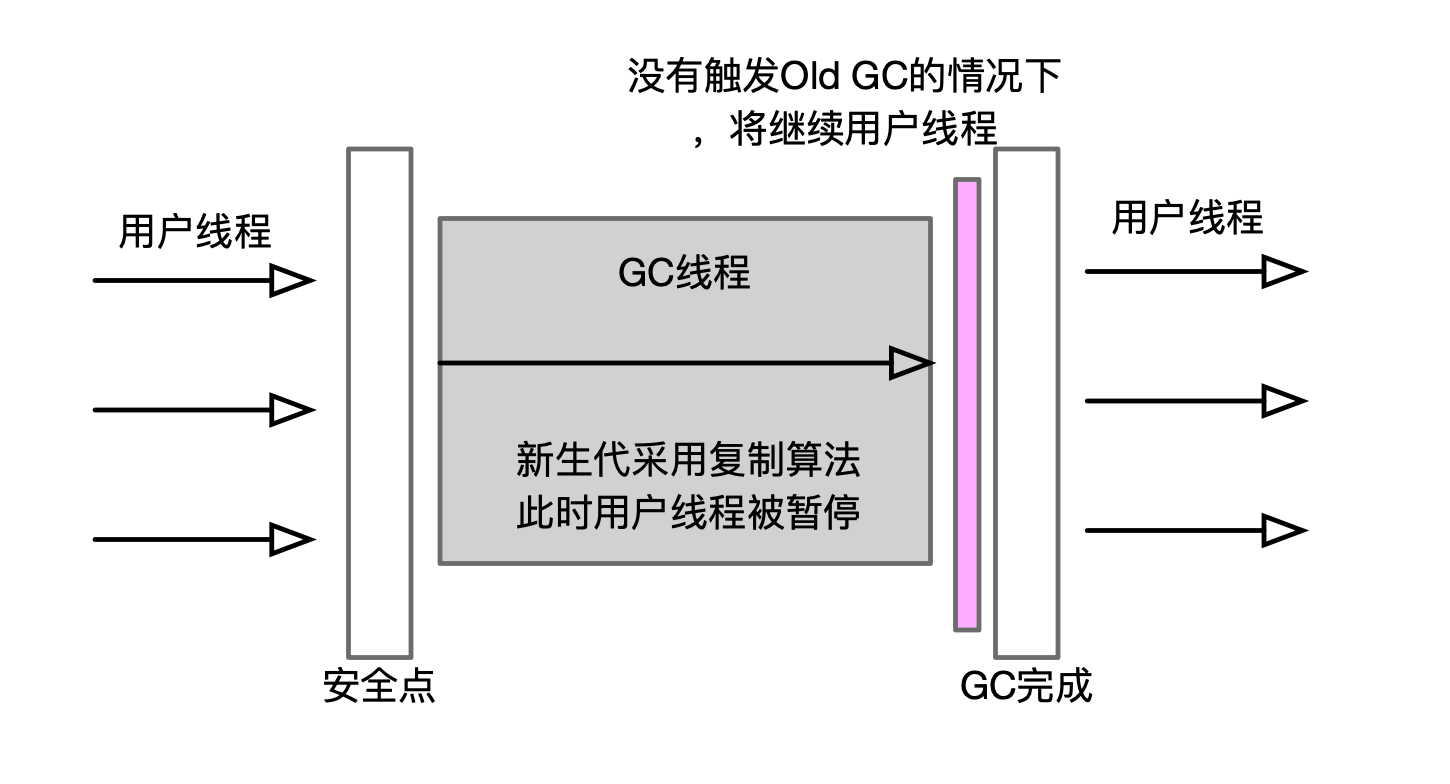 没有触发Old GC的情况下
，将继续用户线程
用户线程
GC线程
新生代采用复制算法
此时用户线程被暂停
用户线程
安全点
GC完成